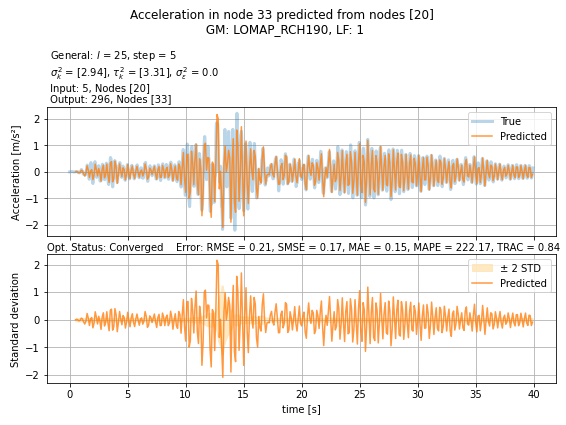 Acceleration in node 33 predicted from nodes [20]
GM: LOMAP_RCH190, LF: 1
General: l = 25, step = 5
σ²ₖ = [2.94], τ²ₖ = [3.31], σ²ε = 0.0
Input: 5, Nodes [20]
Output: 296, Nodes [33]
Acceleration [m/s²]
2
1
0
−1
−2
True
Predicted
Opt. Status: Converged Error: RMSE = 0.21, SMSE = 0.17, MAE = 0.15, MAPE = 222.17, TRAC = 0.84
Standard deviation
2
1
0
−1
−2
± 2 STD
Predicted
0 5 10 15 20 25 30 35 40
time [s]